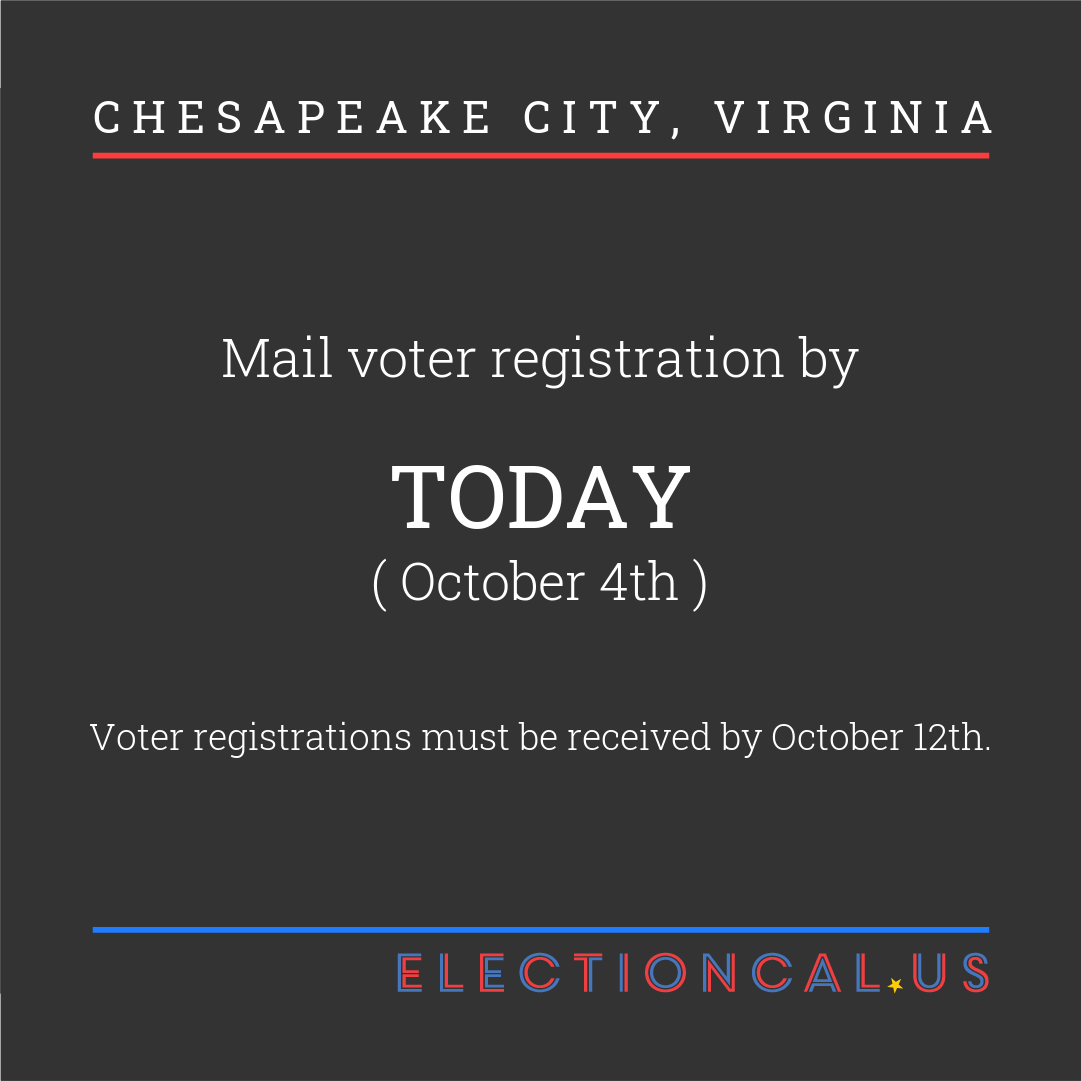 CHESAPEAKE CITY, VIRGINIA
Mail voter registration by
TODAY
( October 4th )
Voter registrations must be received by October 12th.
ELECTIONCAL.US